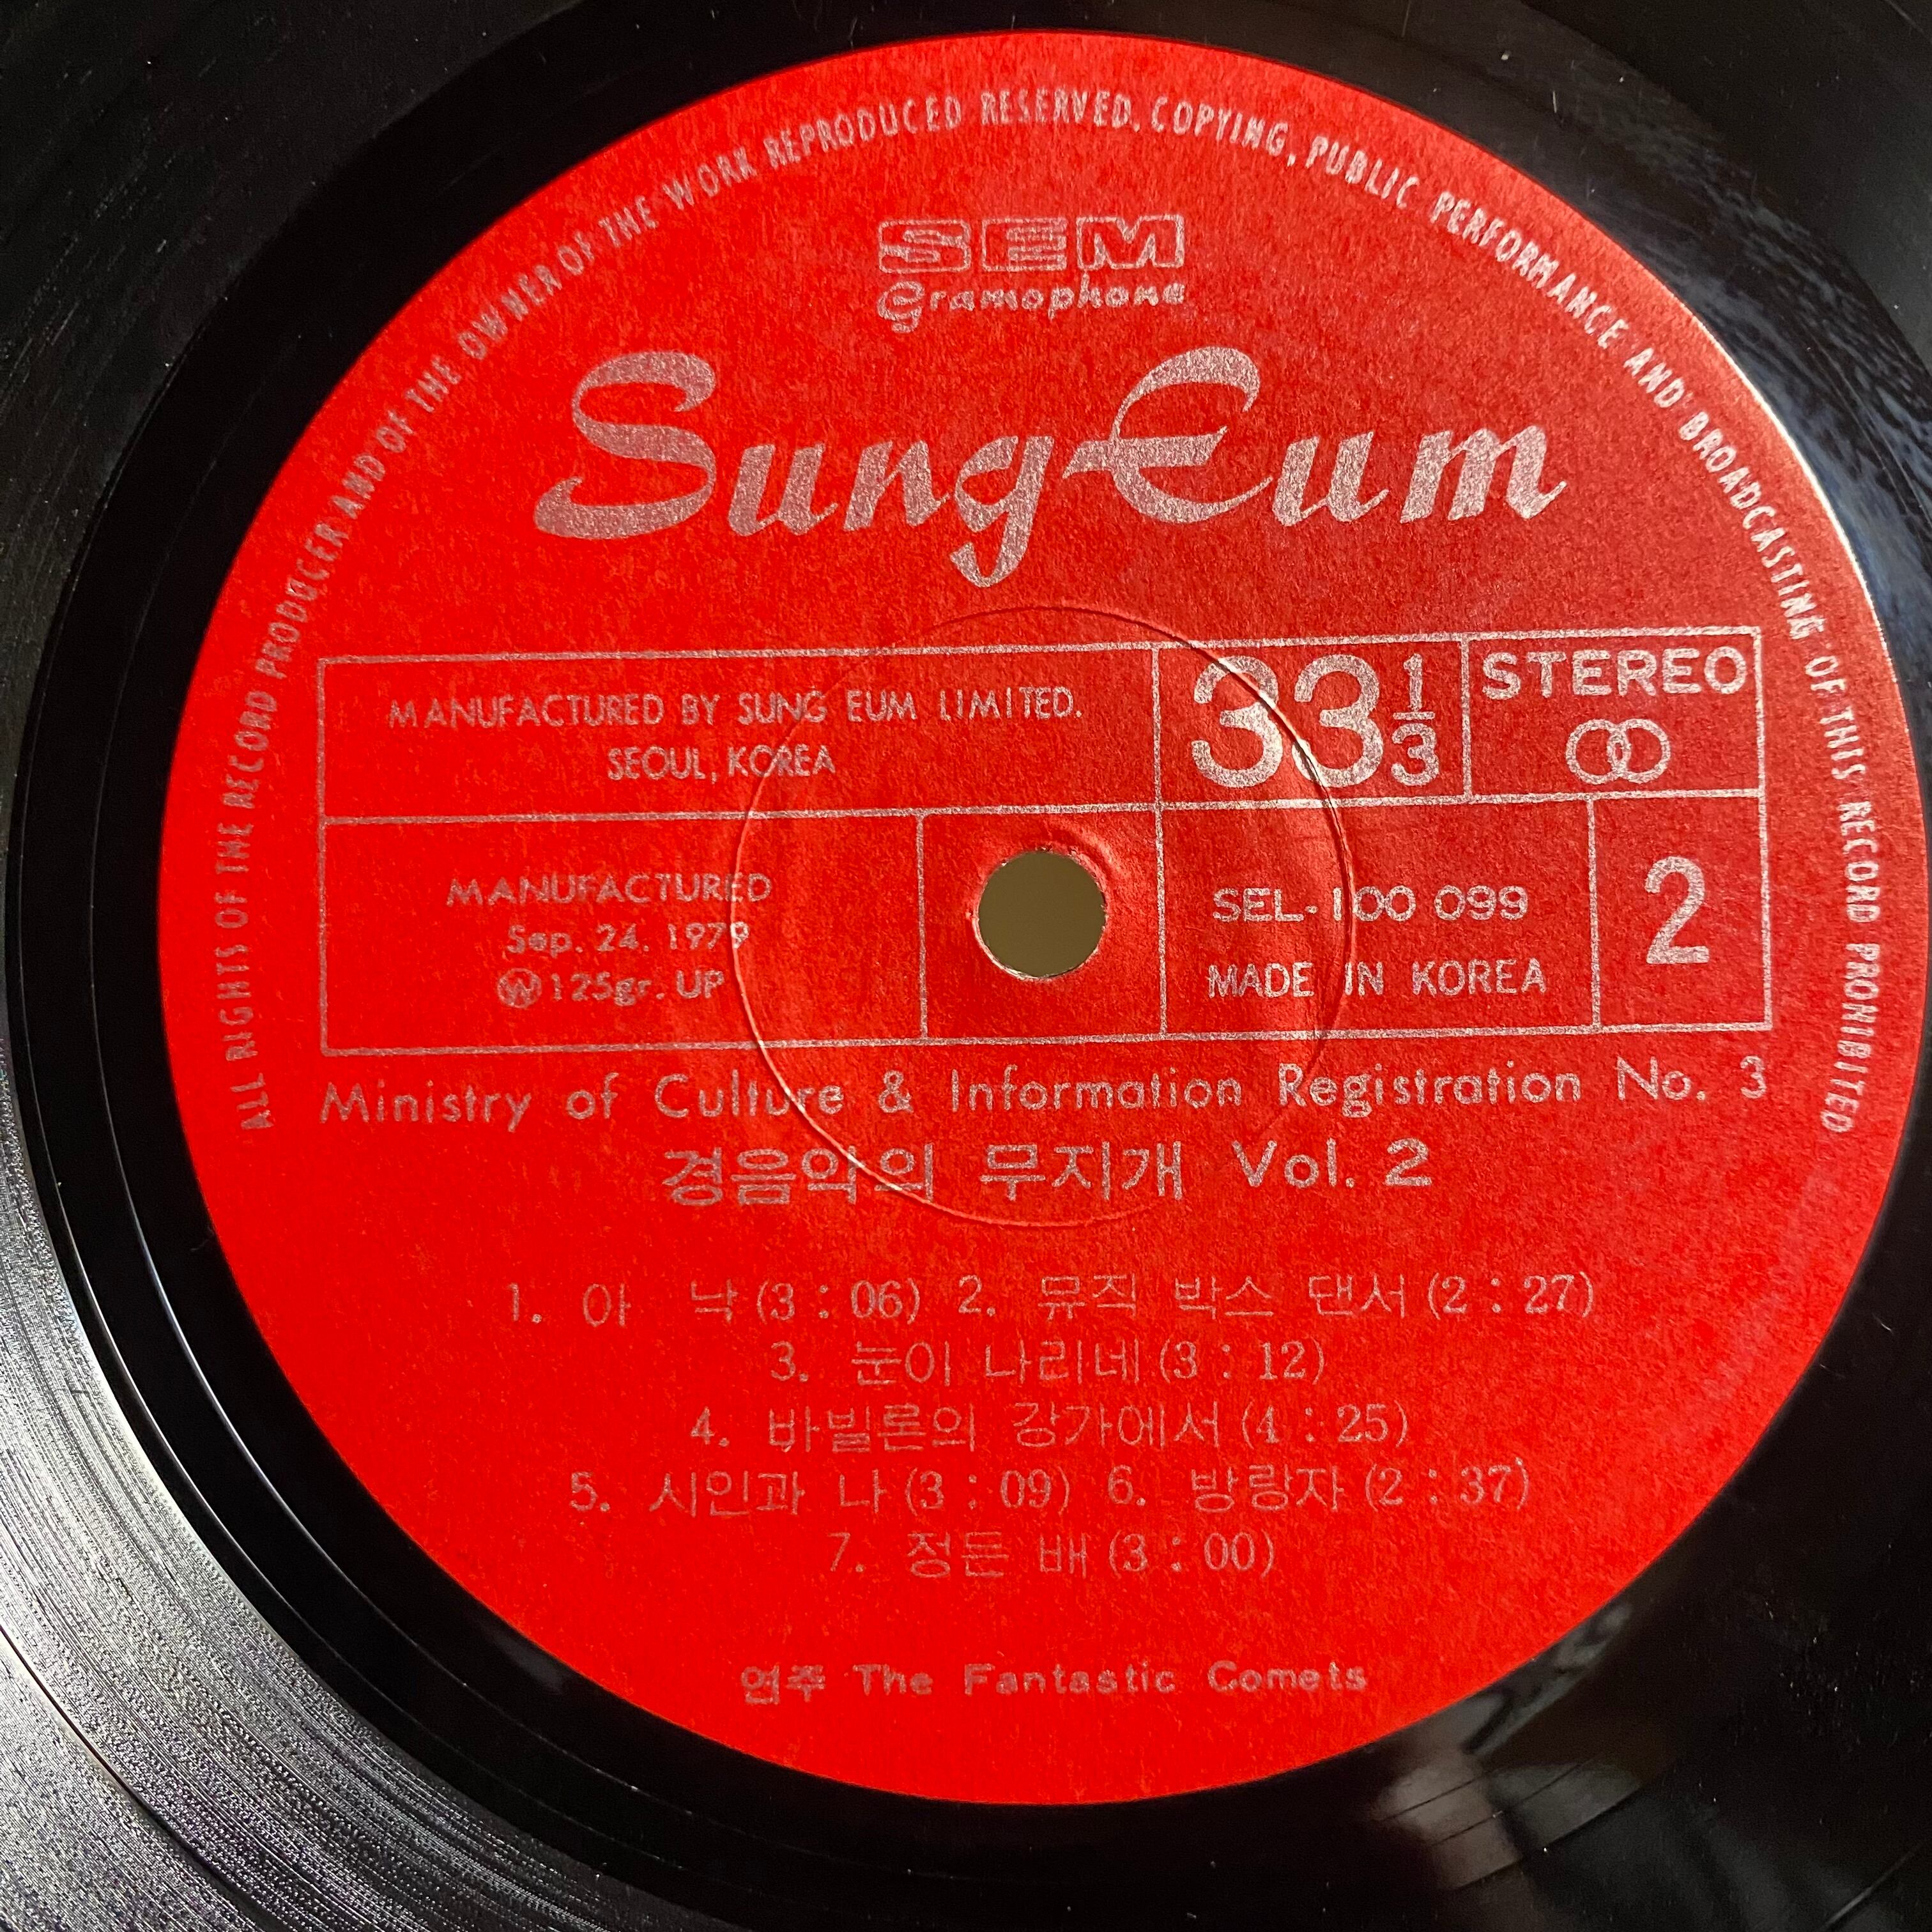 ALL RIGHTS OF THE RECORD PRODUCER AND OF THE OWNER OF THE WORK REPRODUCED RESERVED. COPYING, PUBLIC PERFORMANCE AND BROADCASTING OF THIS RECORD PROHIBITED
SEM
Gramophone
Sung Eum
MANUFACTURED BY SUNG EUM LIMITED.
SEOUL, KOREA
33 1/3
STEREO
MANUFACTURED
Sep. 24. 1979
Ⓦ125gr. UP
SEL-100 099
MADE IN KOREA
2
Ministry of Culture & Information Registration No. 3
경음악의 무지개 Vol. 2
1. 아 낙 (3 : 06) 2. 뮤직 박스 댄서 (2 : 27)
3. 눈이 나리네 (3 : 12)
4. 바빌론의 강가에서 (4 : 25)
5. 시인과 나 (3 : 09) 6. 방랑자 (2 : 37)
7. 정든 배 (3 : 00)
연주 The Fantastic Comets